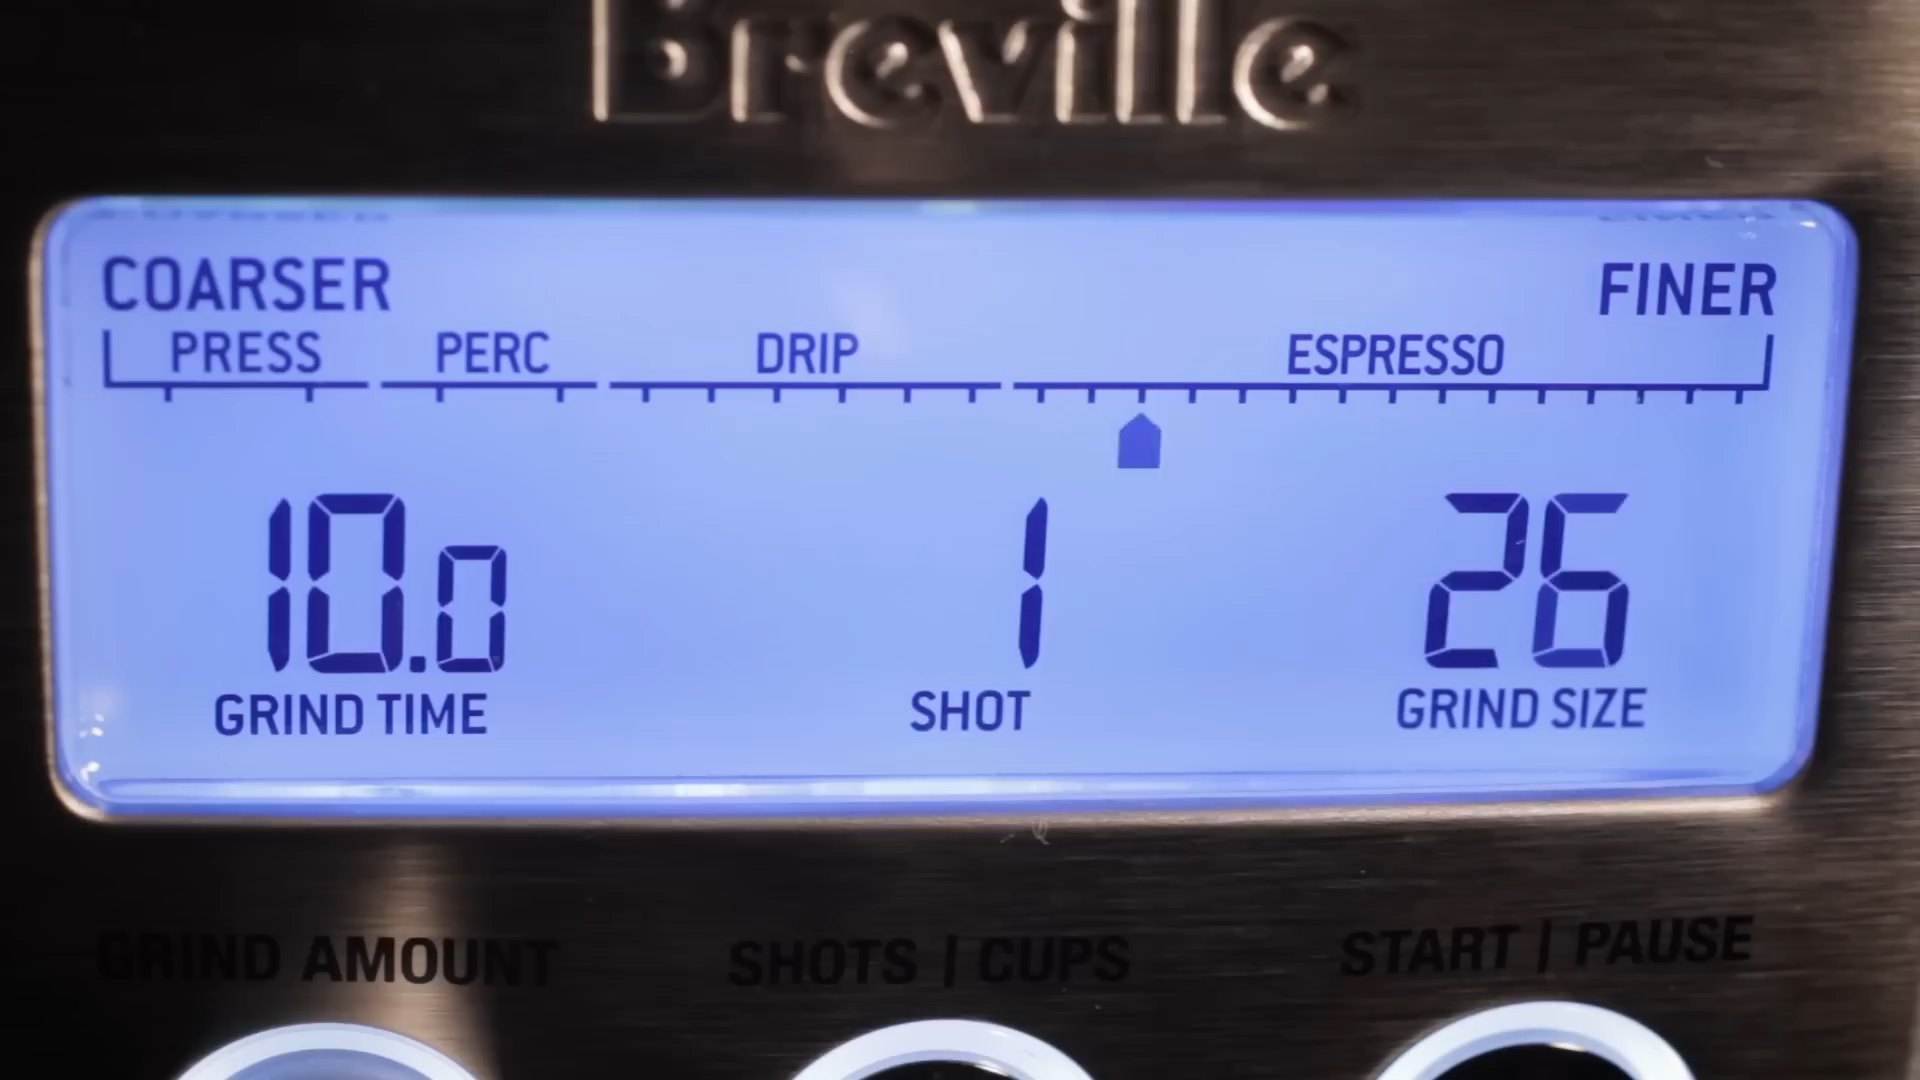 Breville
COARSER FINER
PRESS PERC DRIP ESPRESSO
10.0 1 26
GRIND TIME SHOT GRIND SIZE
GRIND AMOUNT SHOTS | CUPS START | PAUSE